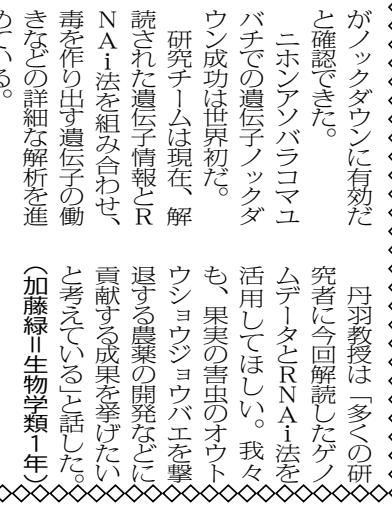 がノックダウンに有効だ
と確認できた。
ニホンアソバラコマユ
バチでの遺伝子ノックダ
ウン成功は世界初だ。
研究チームは現在、解
読された遺伝子情報とR
NAi法を組み合わせ、
毒を作り出す遺伝子の働
きなどの詳細な解析を進
めている。
丹羽教授は「多くの研
究者に今回解読したゲノ
ムデータとRNAi法を
活用してほしい。我々
も、果実の害虫のオウト
ウショウジョウバエを撃
退する農薬の開発などに
貢献する成果を挙げたい
と考えている」と話した。
(加藤緑=生物学類1年)